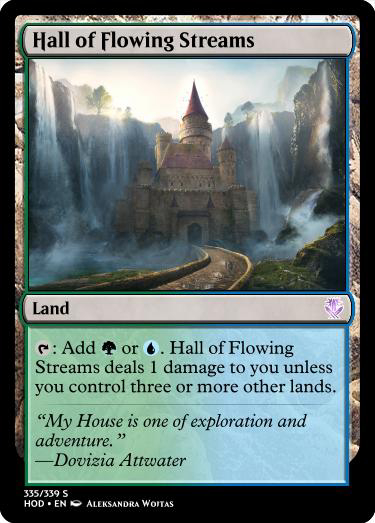 Hall of Flowing Streams
Land
: Add or . Hall of Flowing
Streams deals 1 damage to you unless
you control three or more other lands.
“My House is one of exploration and
adventure.”
—Dovizia Attwater
335/339 S
HOD • EN Aleksandra Wojtas